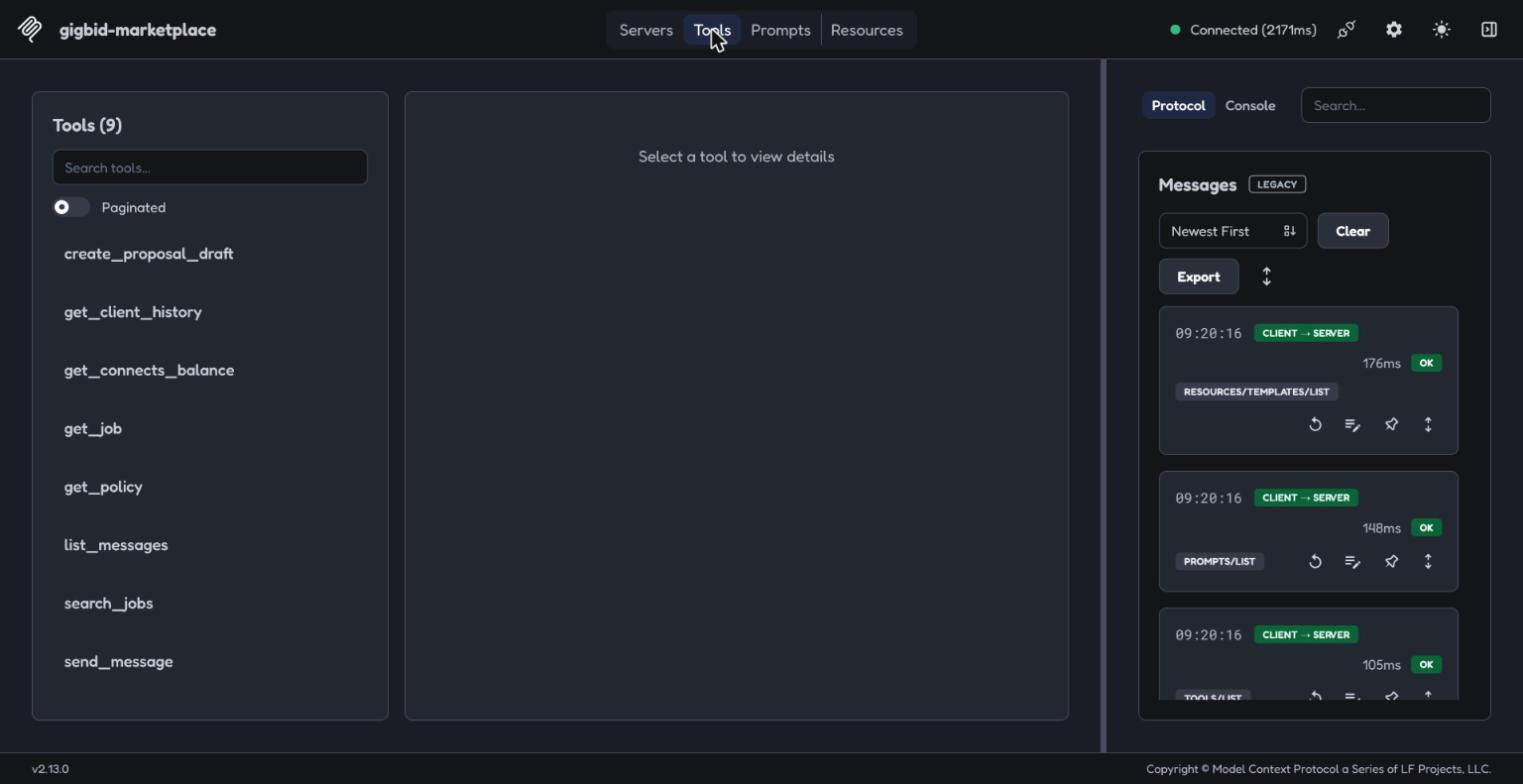 gigbid-marketplace
Servers Tools Prompts Resources
Connected (2171ms)
Tools (9)
Search tools...
Paginated
create_proposal_draft
get_client_history
get_connects_balance
get_job
get_policy
list_messages
search_jobs
send_message
Select a tool to view details
Protocol Console Search...
Messages LEGACY
Newest First Clear
Export
09:20:16 CLIENT → SERVER
176ms OK
RESOURCES/TEMPLATES/LIST
09:20:16 CLIENT → SERVER
148ms OK
PROMPTS/LIST
09:20:16 CLIENT → SERVER
105ms OK
TOOLS/LIST
v2.13.0
Copyright © Model Context Protocol a Series of LF Projects, LLC.